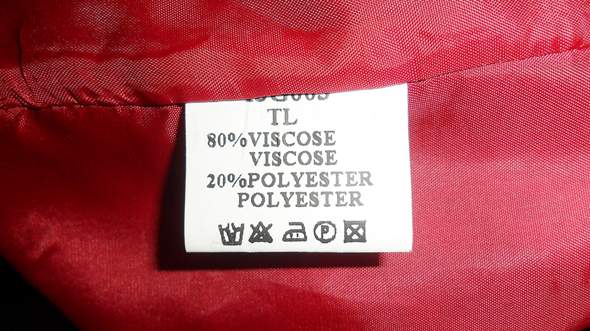 TL
80%VISCOSE
VISCOSE
20%POLYESTER
POLYESTER
P